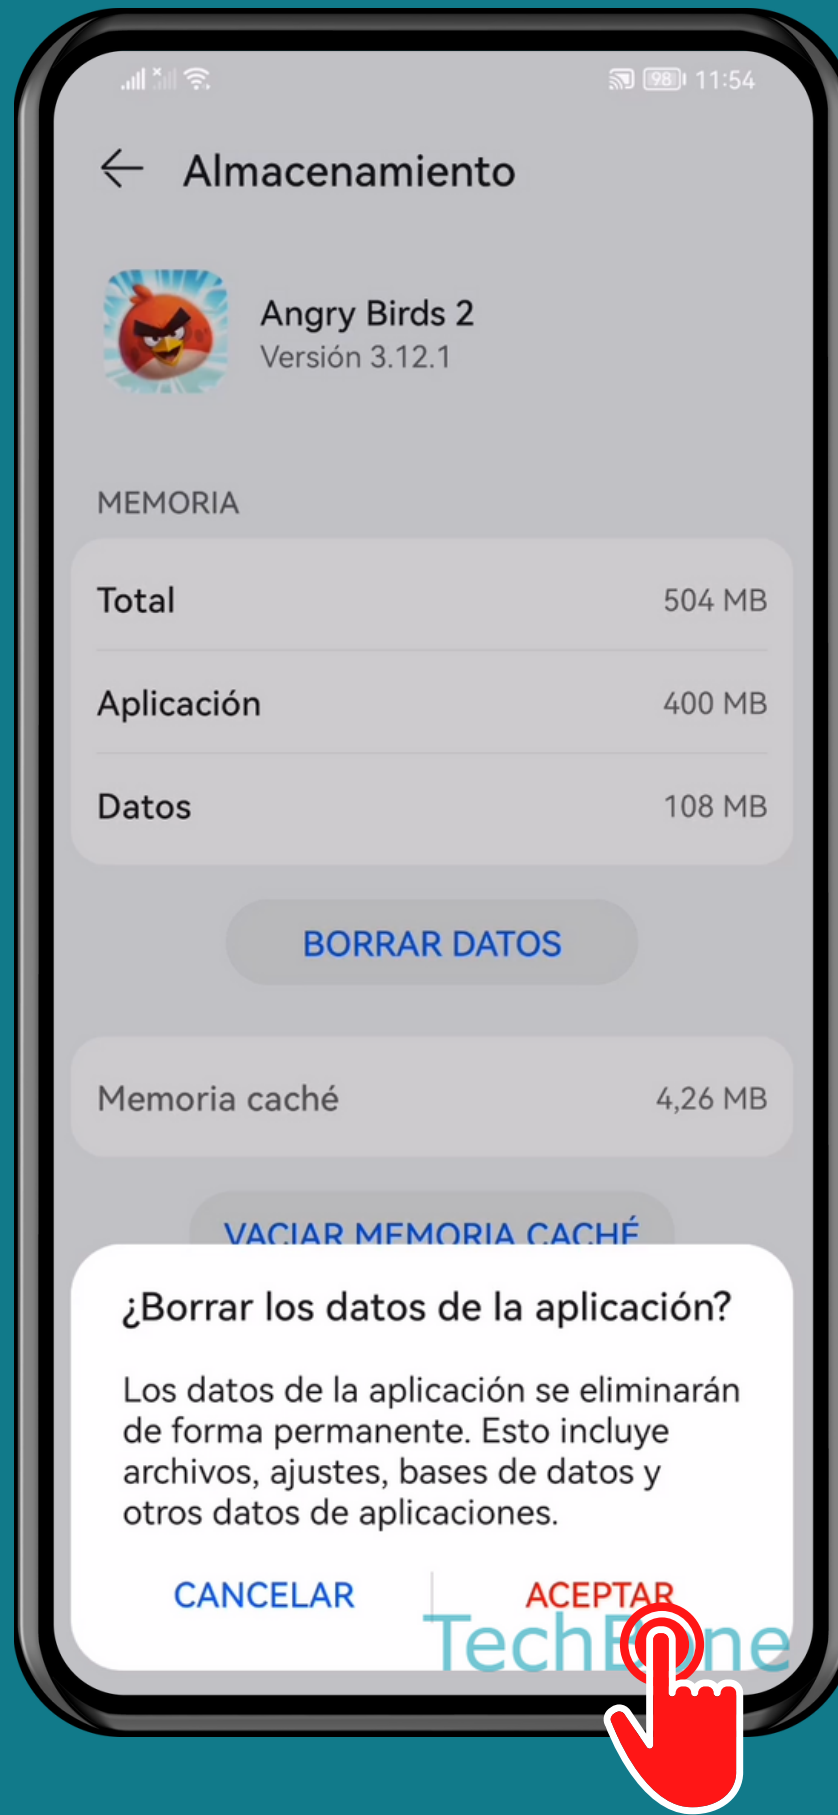 98 11:54
Almacenamiento
Angry Birds 2
Versión 3.12.1
MEMORIA
Total 504 MB
Aplicación 400 MB
Datos 108 MB
BORRAR DATOS
Memoria caché 4,26 MB
VACIAR MEMORIA CACHÉ
¿Borrar los datos de la aplicación?
Los datos de la aplicación se eliminarán
de forma permanente. Esto incluye
archivos, ajustes, bases de datos y
otros datos de aplicaciones.
CANCELAR ACEPTAR
TechBone